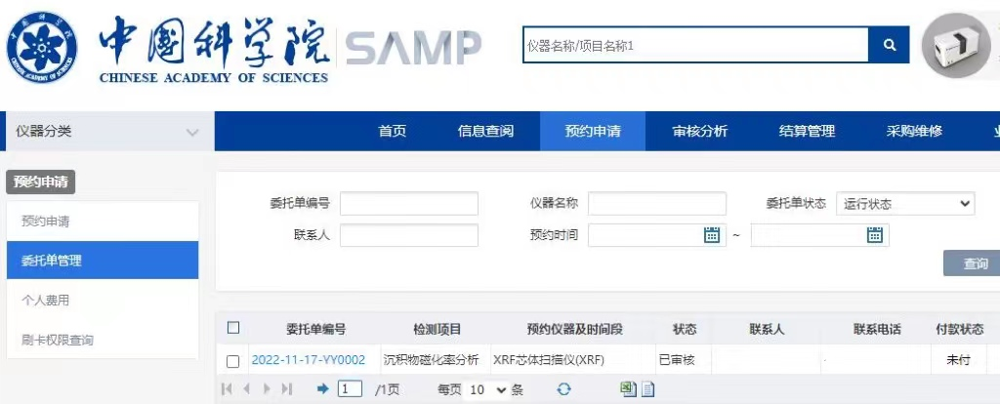 中国科学院
CHINESE ACADEMY OF SCIENCES
SAMP
仪器名称/项目名称1
仪器分类
首页 信息查阅 预约申请 审核分析 结算管理 采购维修
预约申请
预约申请
委托单管理
个人费用
刷卡权限查询
委托单编号 仪器名称 委托单状态 运行状态
联系人 预约时间 ~
查询
委托单编号 检测项目 预约仪器及时间段 状态 联系人 联系电话 付款状态
2022-11-17-YY0002 沉积物磁化率分析 XRF芯体扫描仪(XRF) 已审核 未付
1 /1页 每页 10 条